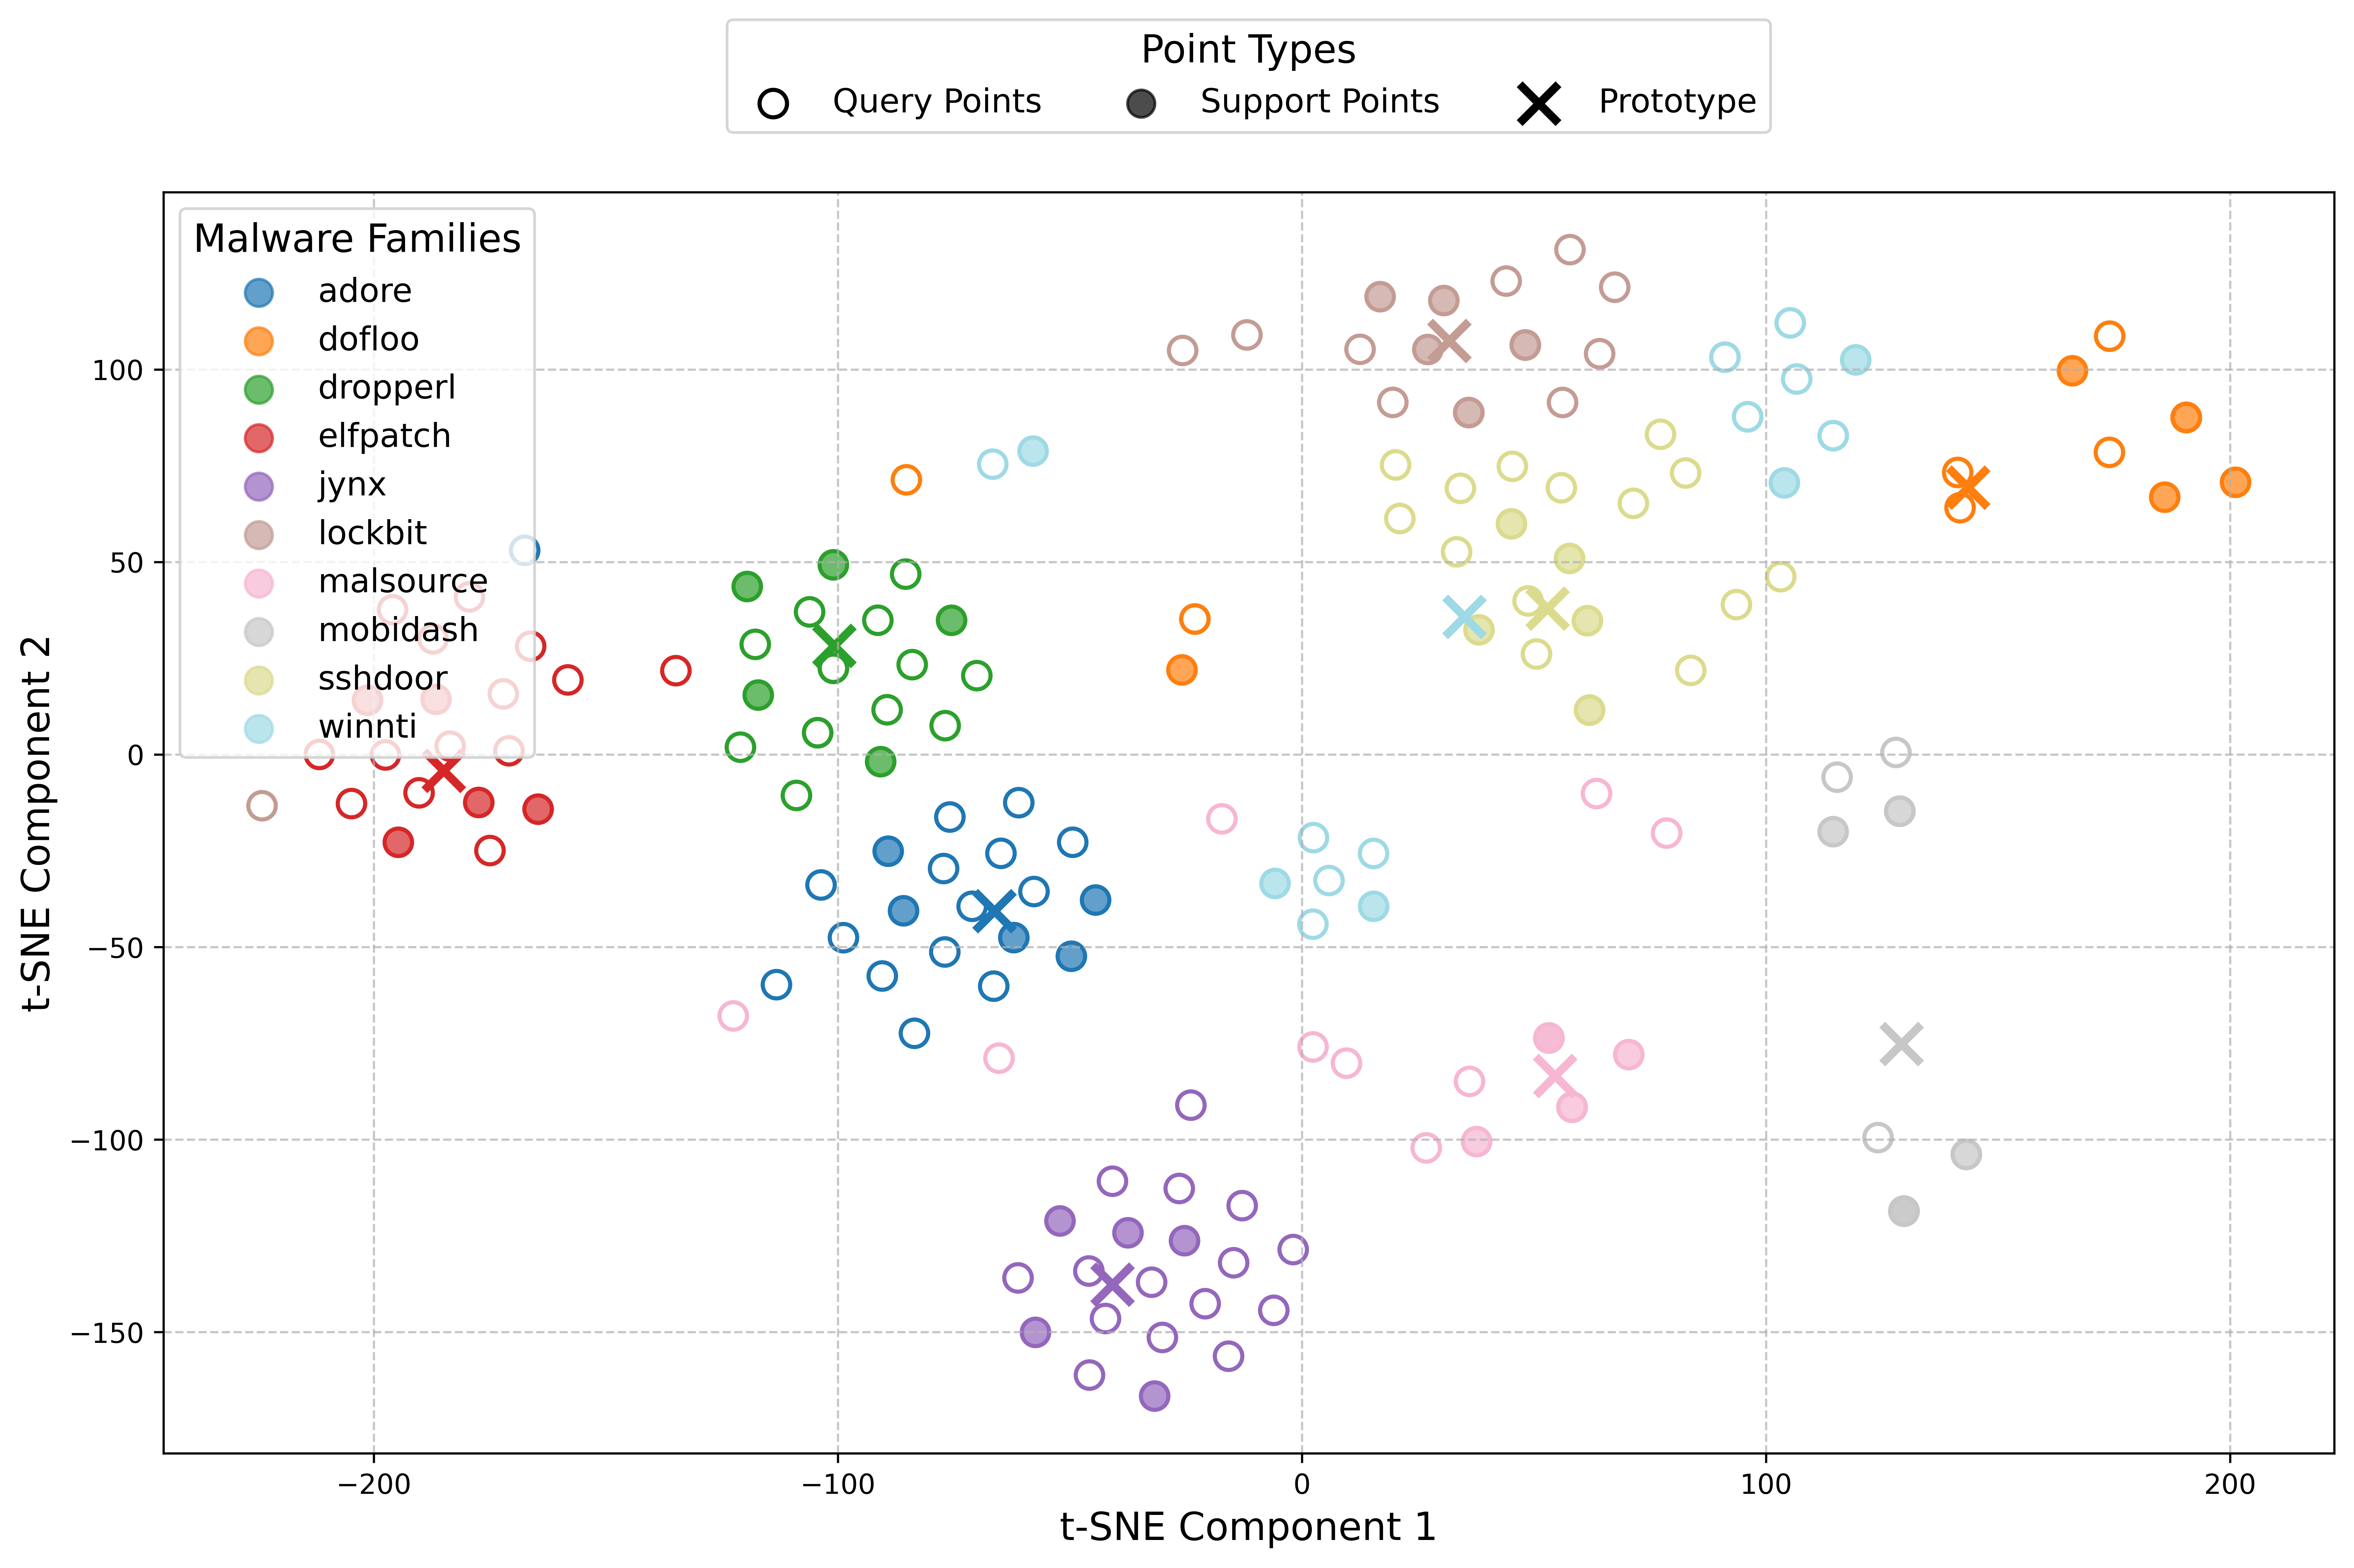 Point Types
Query Points Support Points Prototype
Malware Families
adore
dofloo
dropperl
elfpatch
jynx
lockbit
malsource
mobidash
sshdoor
winnti
100
50
0
−50
−100
−150
t-SNE Component 2
−200 −100 0 100 200
t-SNE Component 1